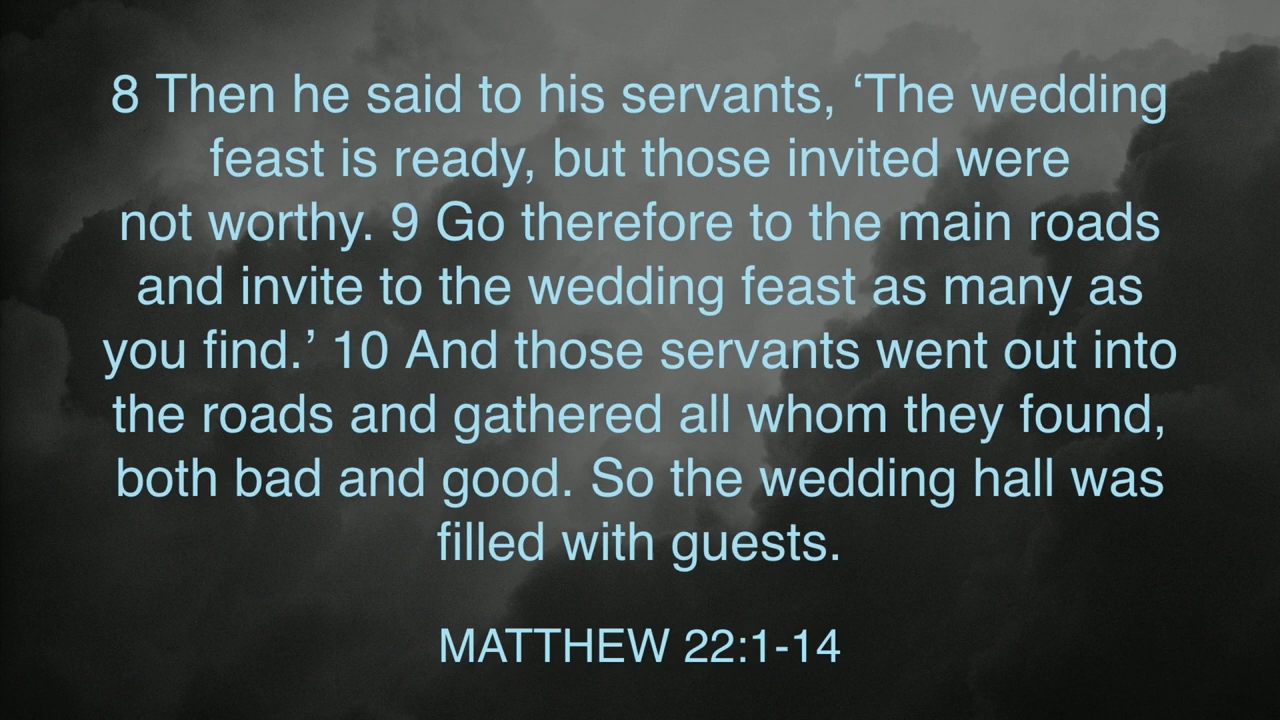 8 Then he said to his servants, ‘The wedding
feast is ready, but those invited were
not worthy. 9 Go therefore to the main roads
and invite to the wedding feast as many as
you find.’ 10 And those servants went out into
the roads and gathered all whom they found,
both bad and good. So the wedding hall was
filled with guests.
MATTHEW 22:1-14